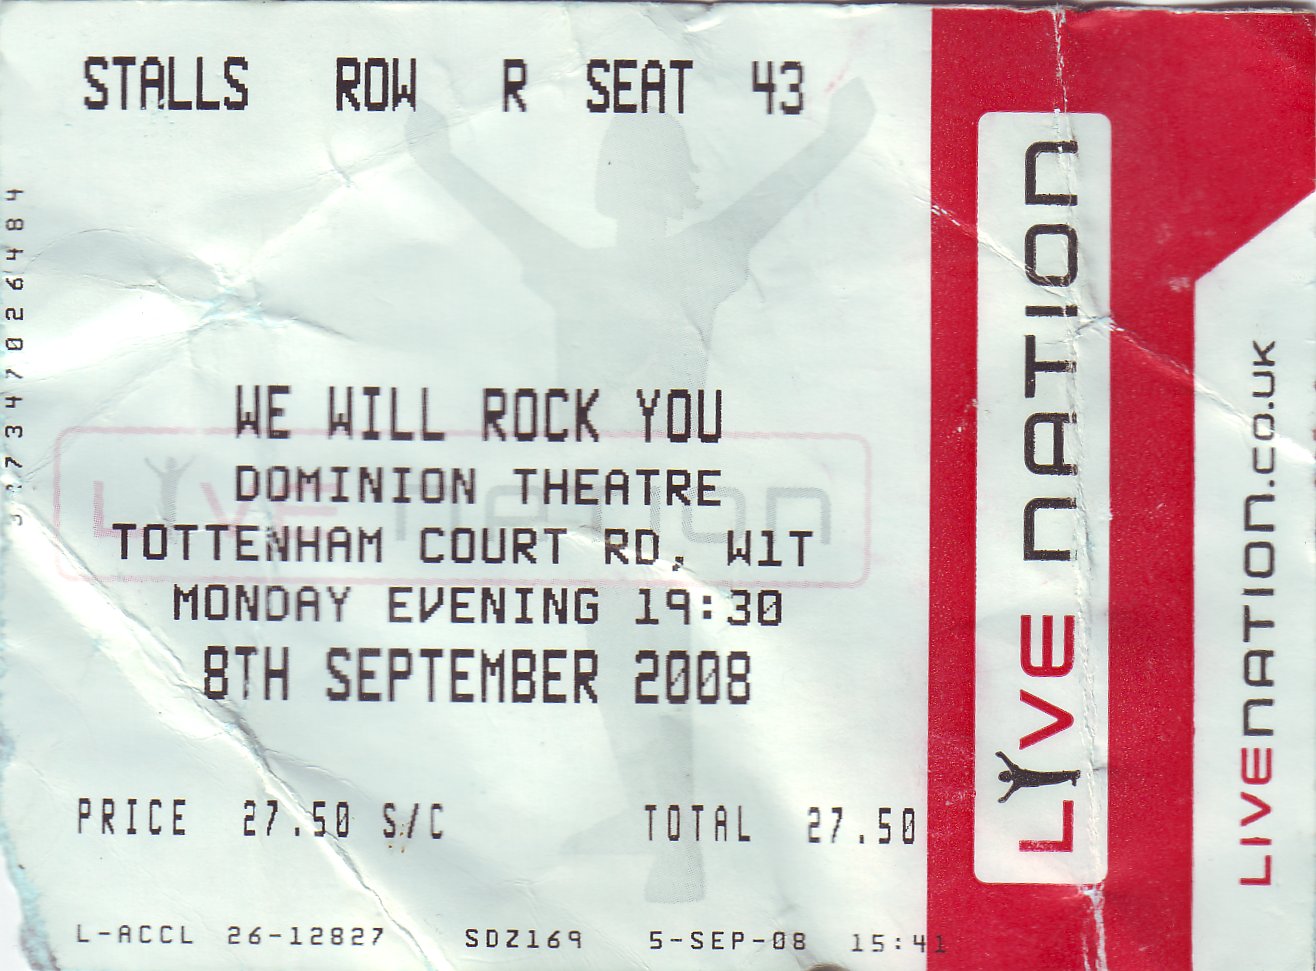 STALLS ROW R SEAT 43
WE WILL ROCK YOU
DOMINION THEATRE
TOTTENHAM COURT RD, W1T
MONDAY EVENING 19:30
8TH SEPTEMBER 2008
PRICE 27.50 S/C TOTAL 27.50
L-ACCL 26-12827 SDZ169 5-SEP-08 15:41
LIVE NATION
LIVE NATION
LIVENATION.CO.UK